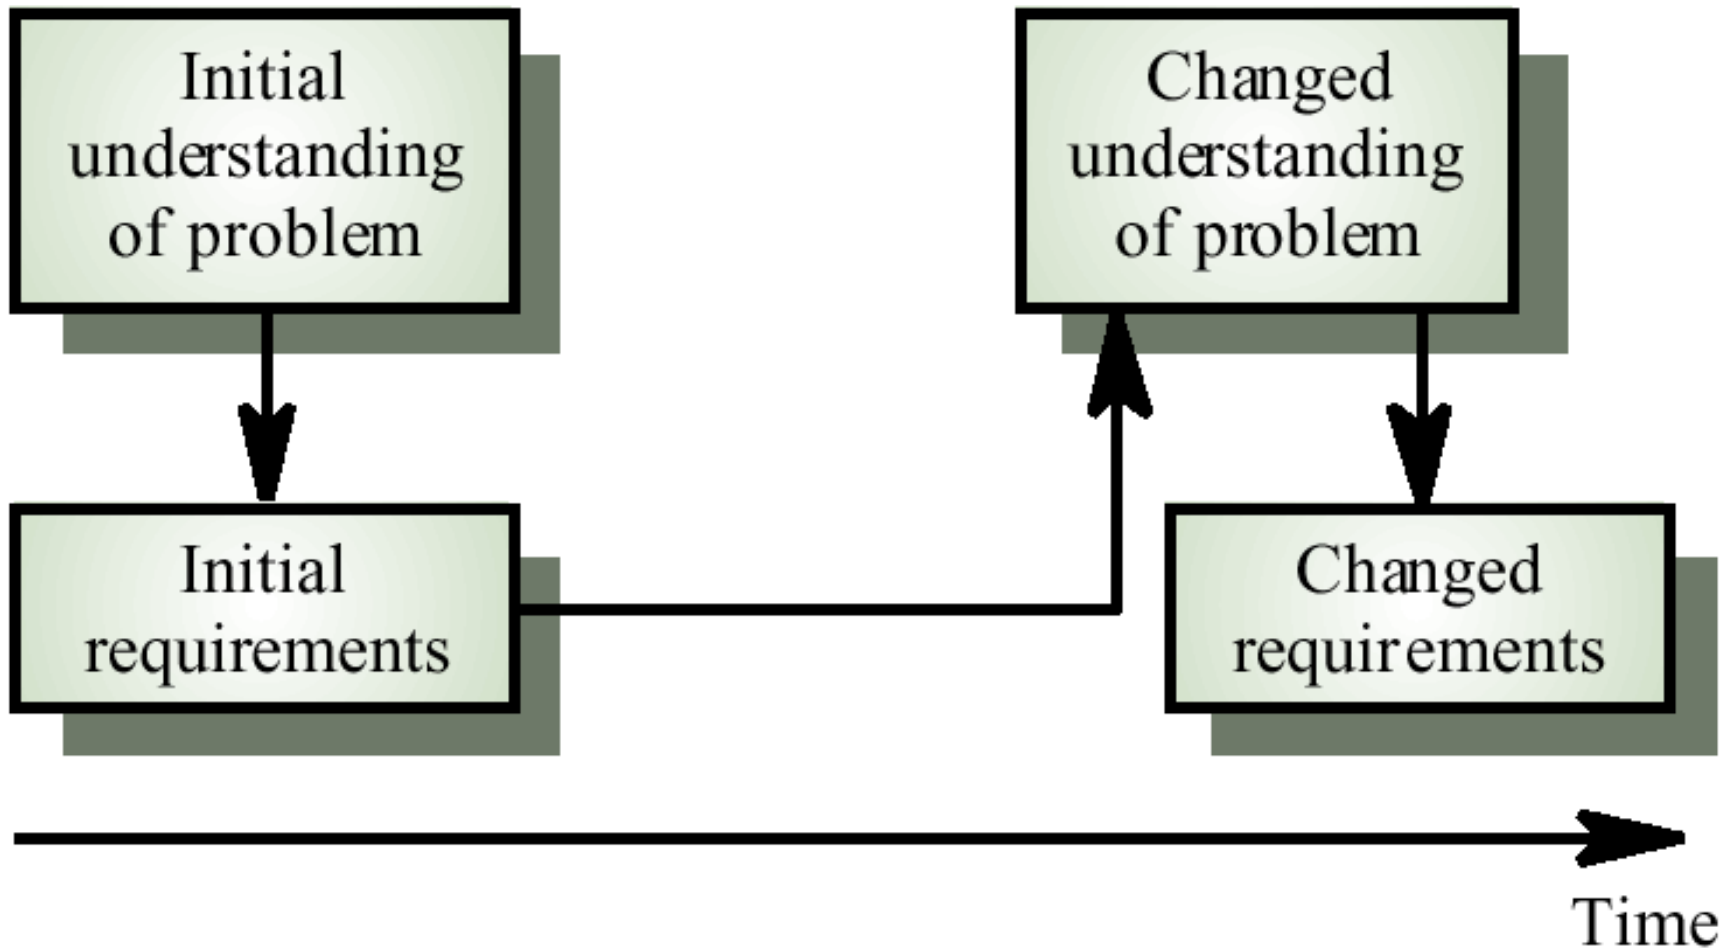 Initial
understanding
of problem
Changed
understanding
of problem
Initial
requirements
Changed
requirements
Time